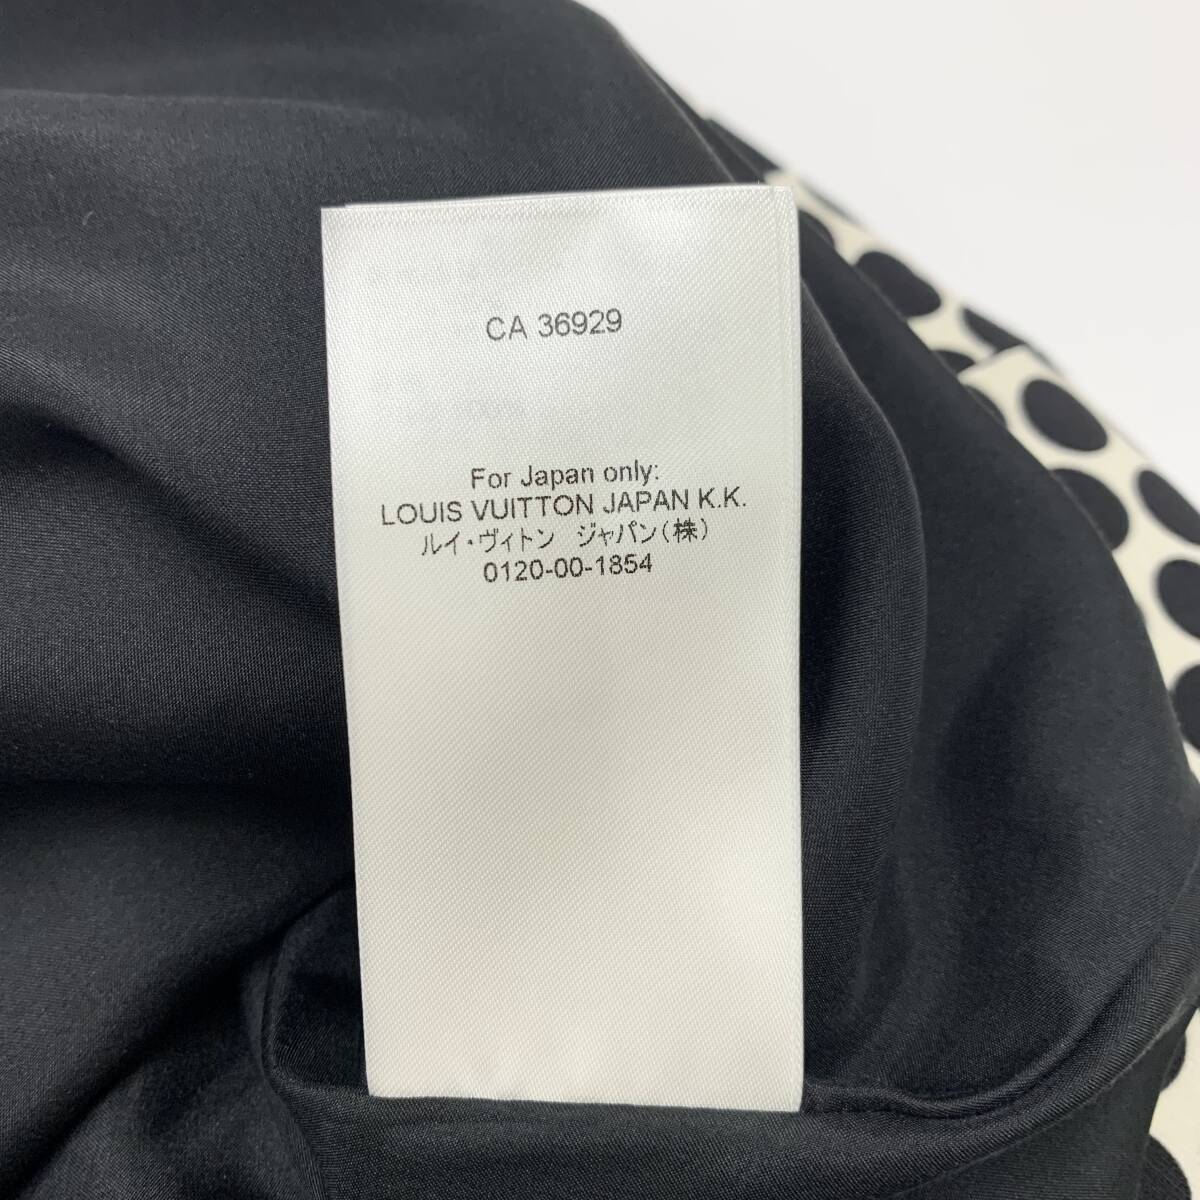 CA 36929
For Japan only:
LOUIS VUITTON JAPAN K.K.
ルイ・ヴィトン ジャパン(株)
0120-00-1854